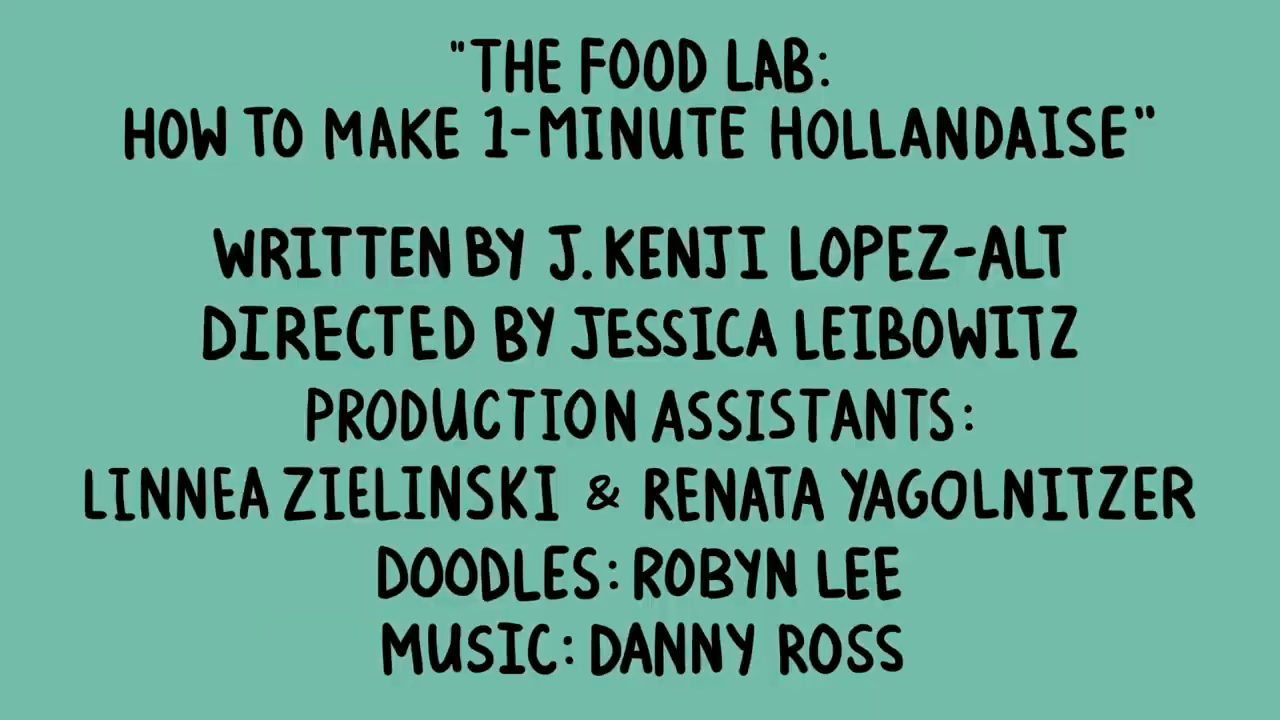 "THE FOOD LAB:
HOW TO MAKE 1-MINUTE HOLLANDAISE"
WRITTEN BY J. KENJI LOPEZ-ALT
DIRECTED BY JESSICA LEIBOWITZ
PRODUCTION ASSISTANTS:
LINNEA ZIELINSKI & RENATA YAGOLNITZER
DOODLES: ROBYN LEE
MUSIC: DANNY ROSS